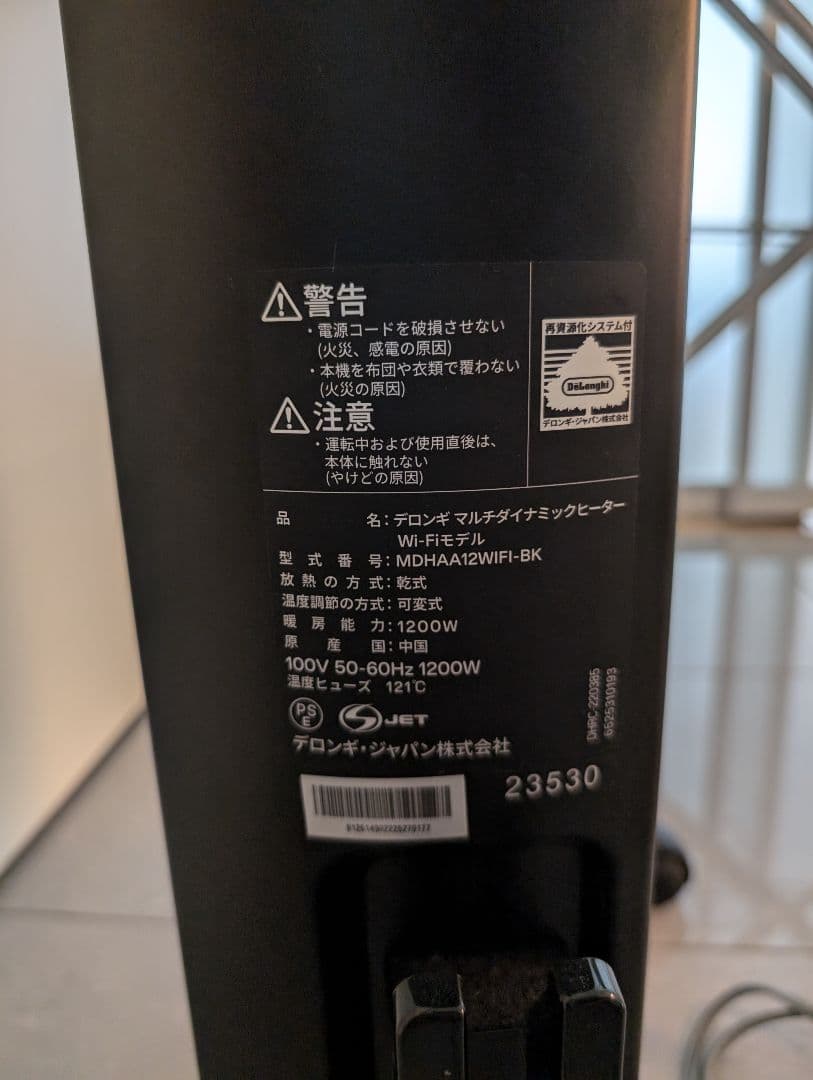 警告
・電源コードを破損させない
(火災、感電の原因)
・本機を布団や衣類で覆わない
(火災の原因)
注意
・運転中および使用直後は、
本体に触れない
(やけどの原因)
再資源化システム付
DeLonghi
デロンギ・ジャパン株式会社
品名:デロンギ マルチダイナミックヒーター
Wi-Fiモデル
型式番号:MDHAA12WIFI-BK
放熱の方式:乾式
温度調節の方式:可変式
暖房能力:1200W
原産国:中国
100V 50-60Hz 1200W
温度ヒューズ 121℃
PSE
S JET
デロンギ・ジャパン株式会社
DHRC-220385
6525310193
23530